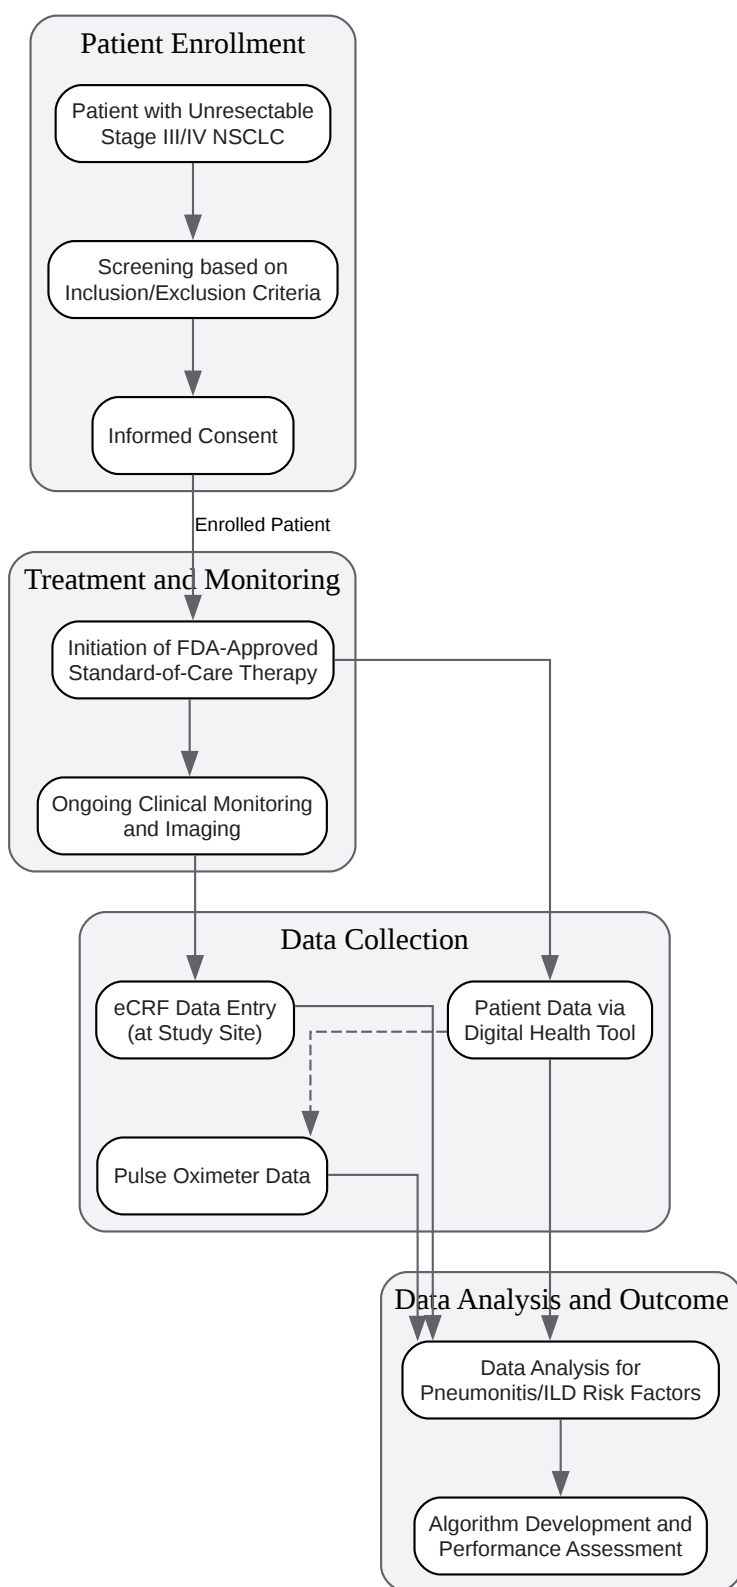 Patient Enrollment
Patient with Unresectable
Stage III/IV NSCLC
Screening based on
Inclusion/Exclusion Criteria
Informed Consent
Enrolled Patient
Treatment and Monitoring
Initiation of FDA-Approved
Standard-of-Care Therapy
Ongoing Clinical Monitoring
and Imaging
Data Collection
eCRF Data Entry
(at Study Site)
Patient Data via
Digital Health Tool
Pulse Oximeter Data
Data Analysis and Outcome
Data Analysis for
Pneumonitis/ILD Risk Factors
Algorithm Development and
Performance Assessment